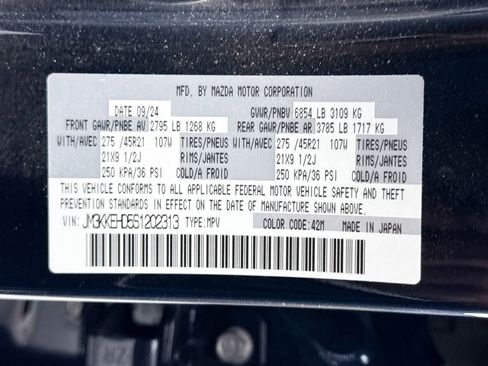 MFD. BY MAZDA MOTOR CORPORATION
DATE 09/24 GVWR/PNBV 6854 LB 3109 KG
FRONT GAWR/PNBE AV 2795 LB 1268 KG REAR GAWR/PNBE AR 3785 LB 1717 KG
WITH/AVEC 275 /45R21 107W TIRES/PNEUS WITH/AVEC 275 /45R21 107W TIRES/PNEUS
21X9 1/2J RIMS/JANTES 21X9 1/2J RIMS/JANTES
250 KPA/36 PSI COLD/A FROID 250 KPA/36 PSI COLD/A FROID
THIS VEHICLE CONFORMS TO ALL APPLICABLE FEDERAL MOTOR VEHICLE SAFETY AND THEFT
PREVENTION STANDARDS IN EFFECT ON THE DATE OF MANUFACTURE SHOWN ABOVE.
VIN: JM3KKEHD5S1202313 TYPE: MPV COLOR CODE: 42M MADE IN JAPAN